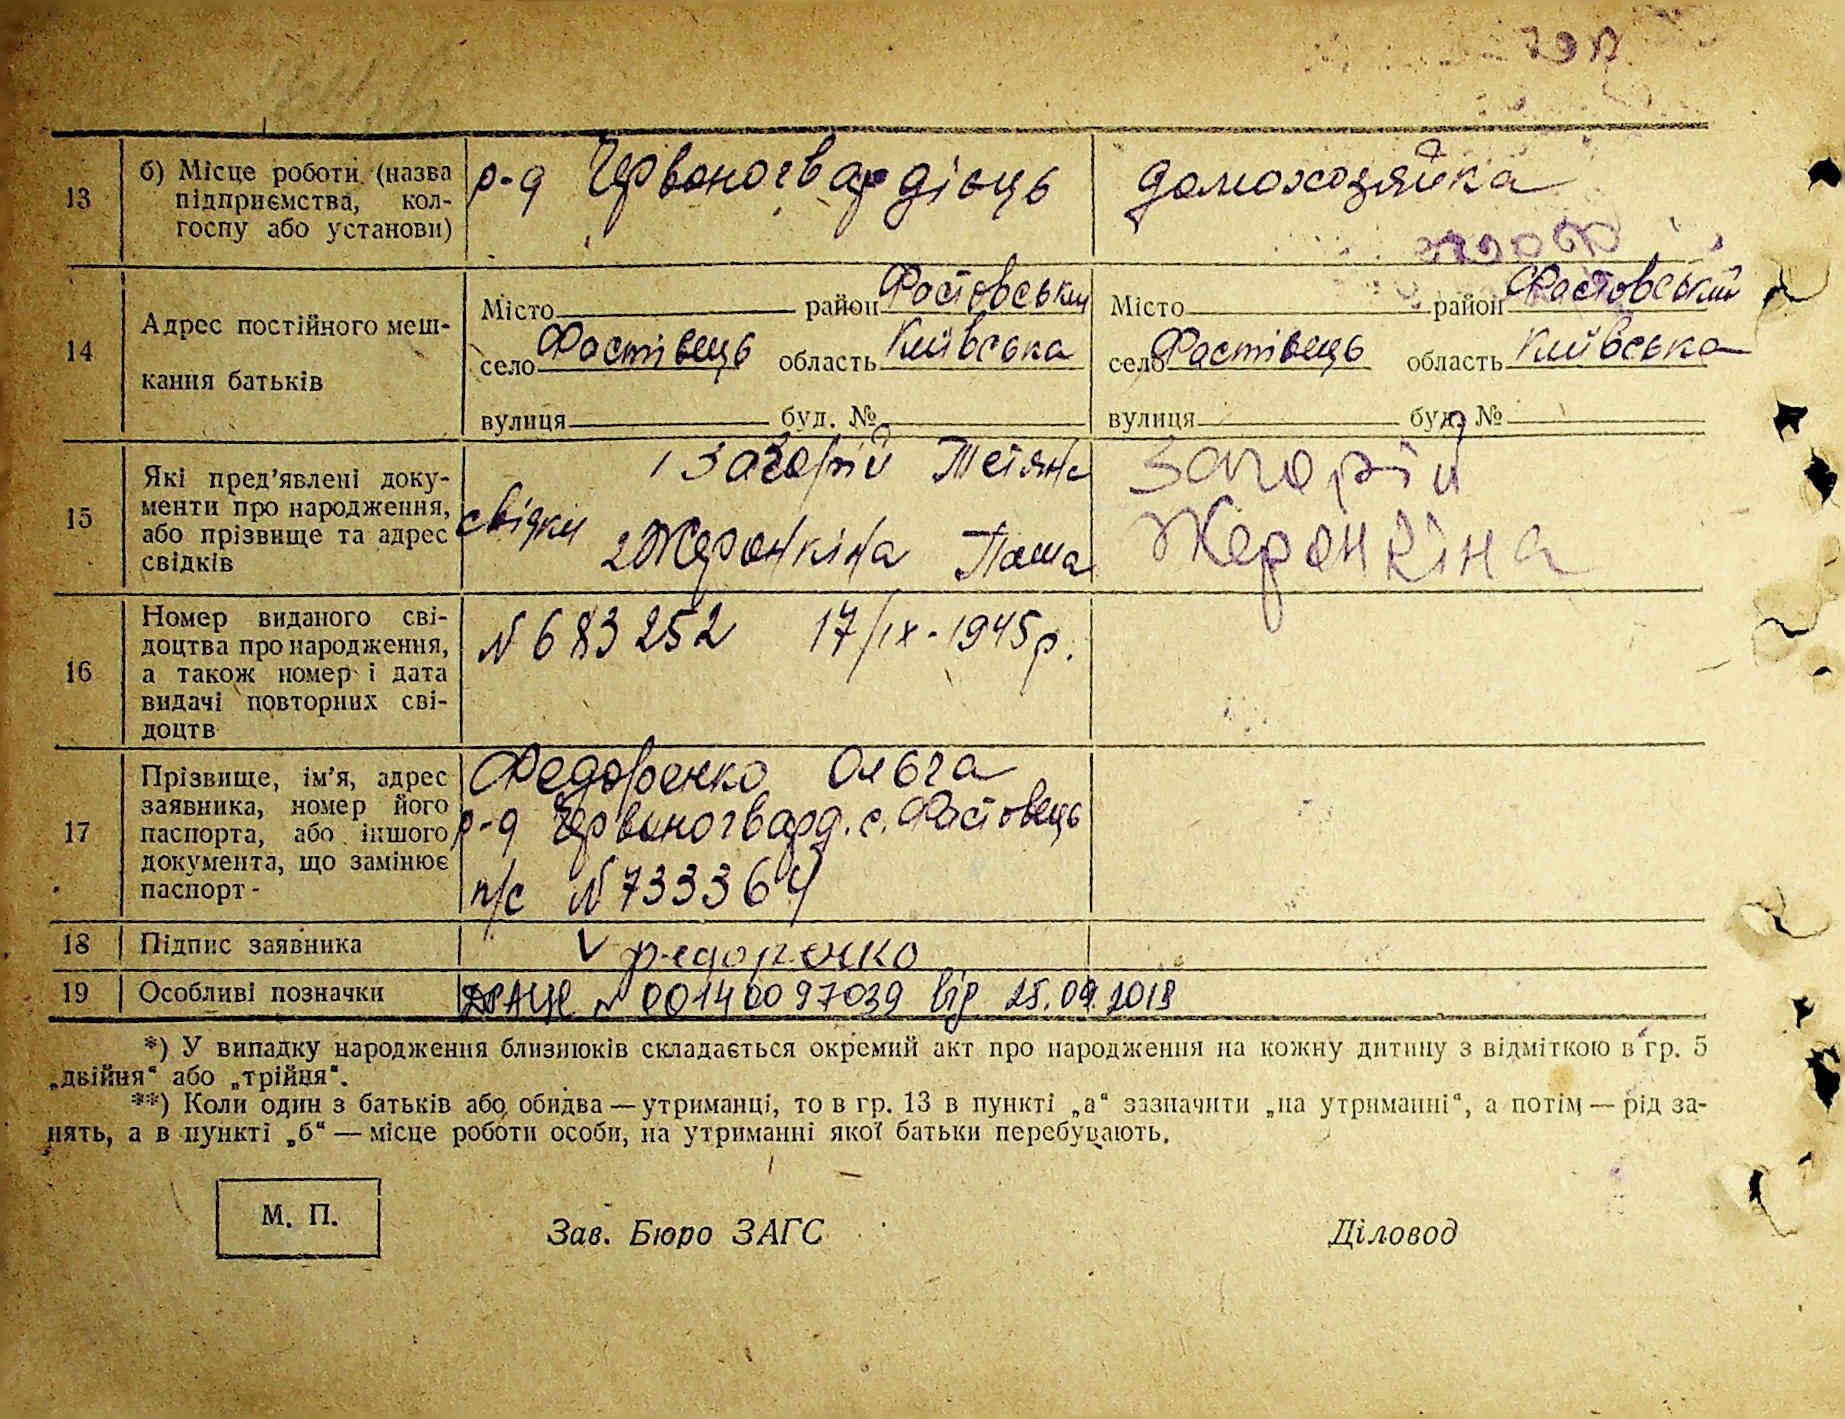 13
б) Місце роботи (назва
підприємства, кол-
госпу або установи)
р-д Червоногвардієць
домохозяйка
14
Адрес постійного меш-
кання батьків
Місто район Фастовський
село Фастівець область Київська
вулиця буд. №
Місто район Фастовський
село Фастівець область Київська
вулиця буд. №
15
Які пред'явлені доку-
менти про народження,
або прізвище та адрес
свідків
1 Загорій Тетяна
свідки
2 Жеронкіна Паша
Загорій
Жеронкіна
16
Номер виданого сві-
доцтва про народження,
а також номер і дата
видачі повторних сві-
доцтв
N 683252 17/IX-1945р.
17
Прізвище, ім'я, адрес
заявника, номер його
паспорта, або іншого
документа, що замінює
паспорт -
Федоренко Ольга
р-д Червоногвард. с. Фастовець
п/с N 733364
18 Підпис заявника
V федоренко
19 Особливі позначки
N 00140097039 від 25.09.2018
*) У випадку народження близнюків складається окремий акт про народження на кожну дитину з відміткою в гр. 5
„двійня“ або „трійця“.
**) Коли один з батьків або обидва — утриманці, то в гр. 13 в пункті „а“ зазначити „на утриманні“, а потім — рід за-
нять, а в пункті „б“ — місце роботи особи, на утриманні якої батьки перебувають.
М. П.
Зав. Бюро ЗАГС
Діловод